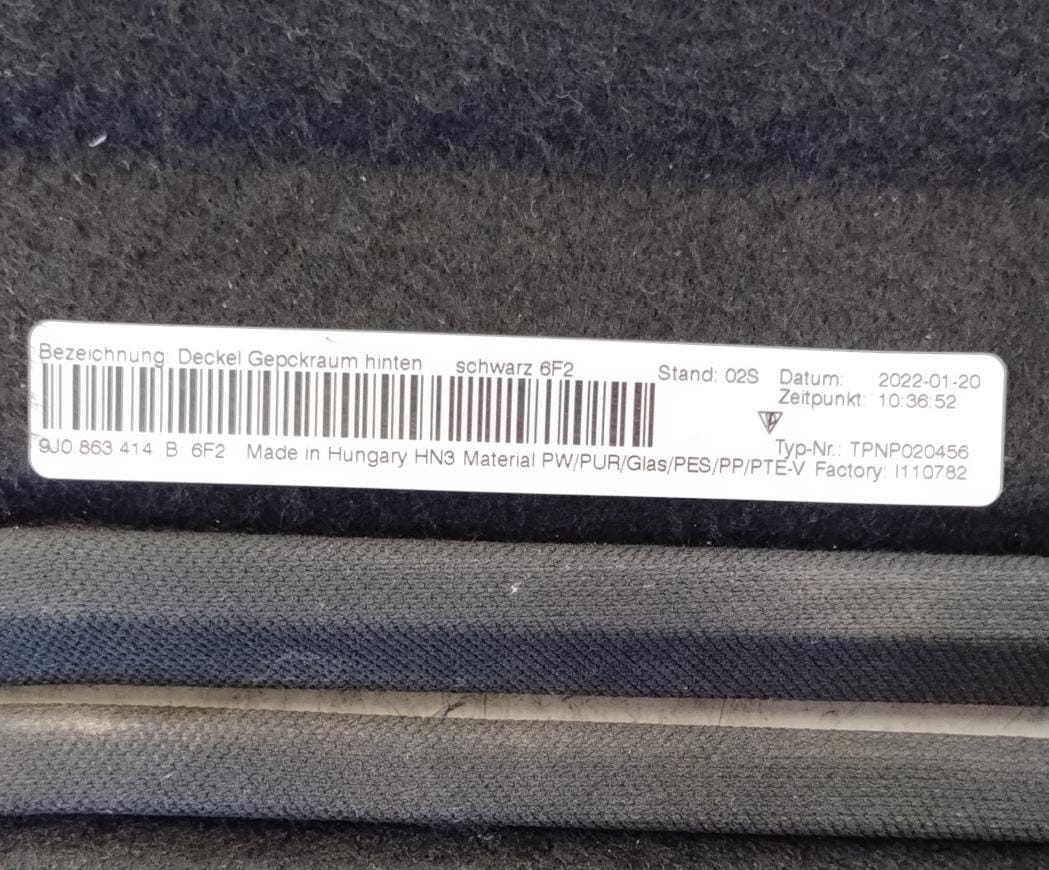 Bezeichnung: Deckel Gepckraum hinten schwarz 6F2 Stand: 02S Datum: 2022-01-20
Zeitpunkt: 10:36:52
Typ-Nr.: TPNP020456
9J0 863 414 B 6F2 Made in Hungary HN3 Material PW/PUR/Glas/PES/PP/PTE-V Factory: I110782